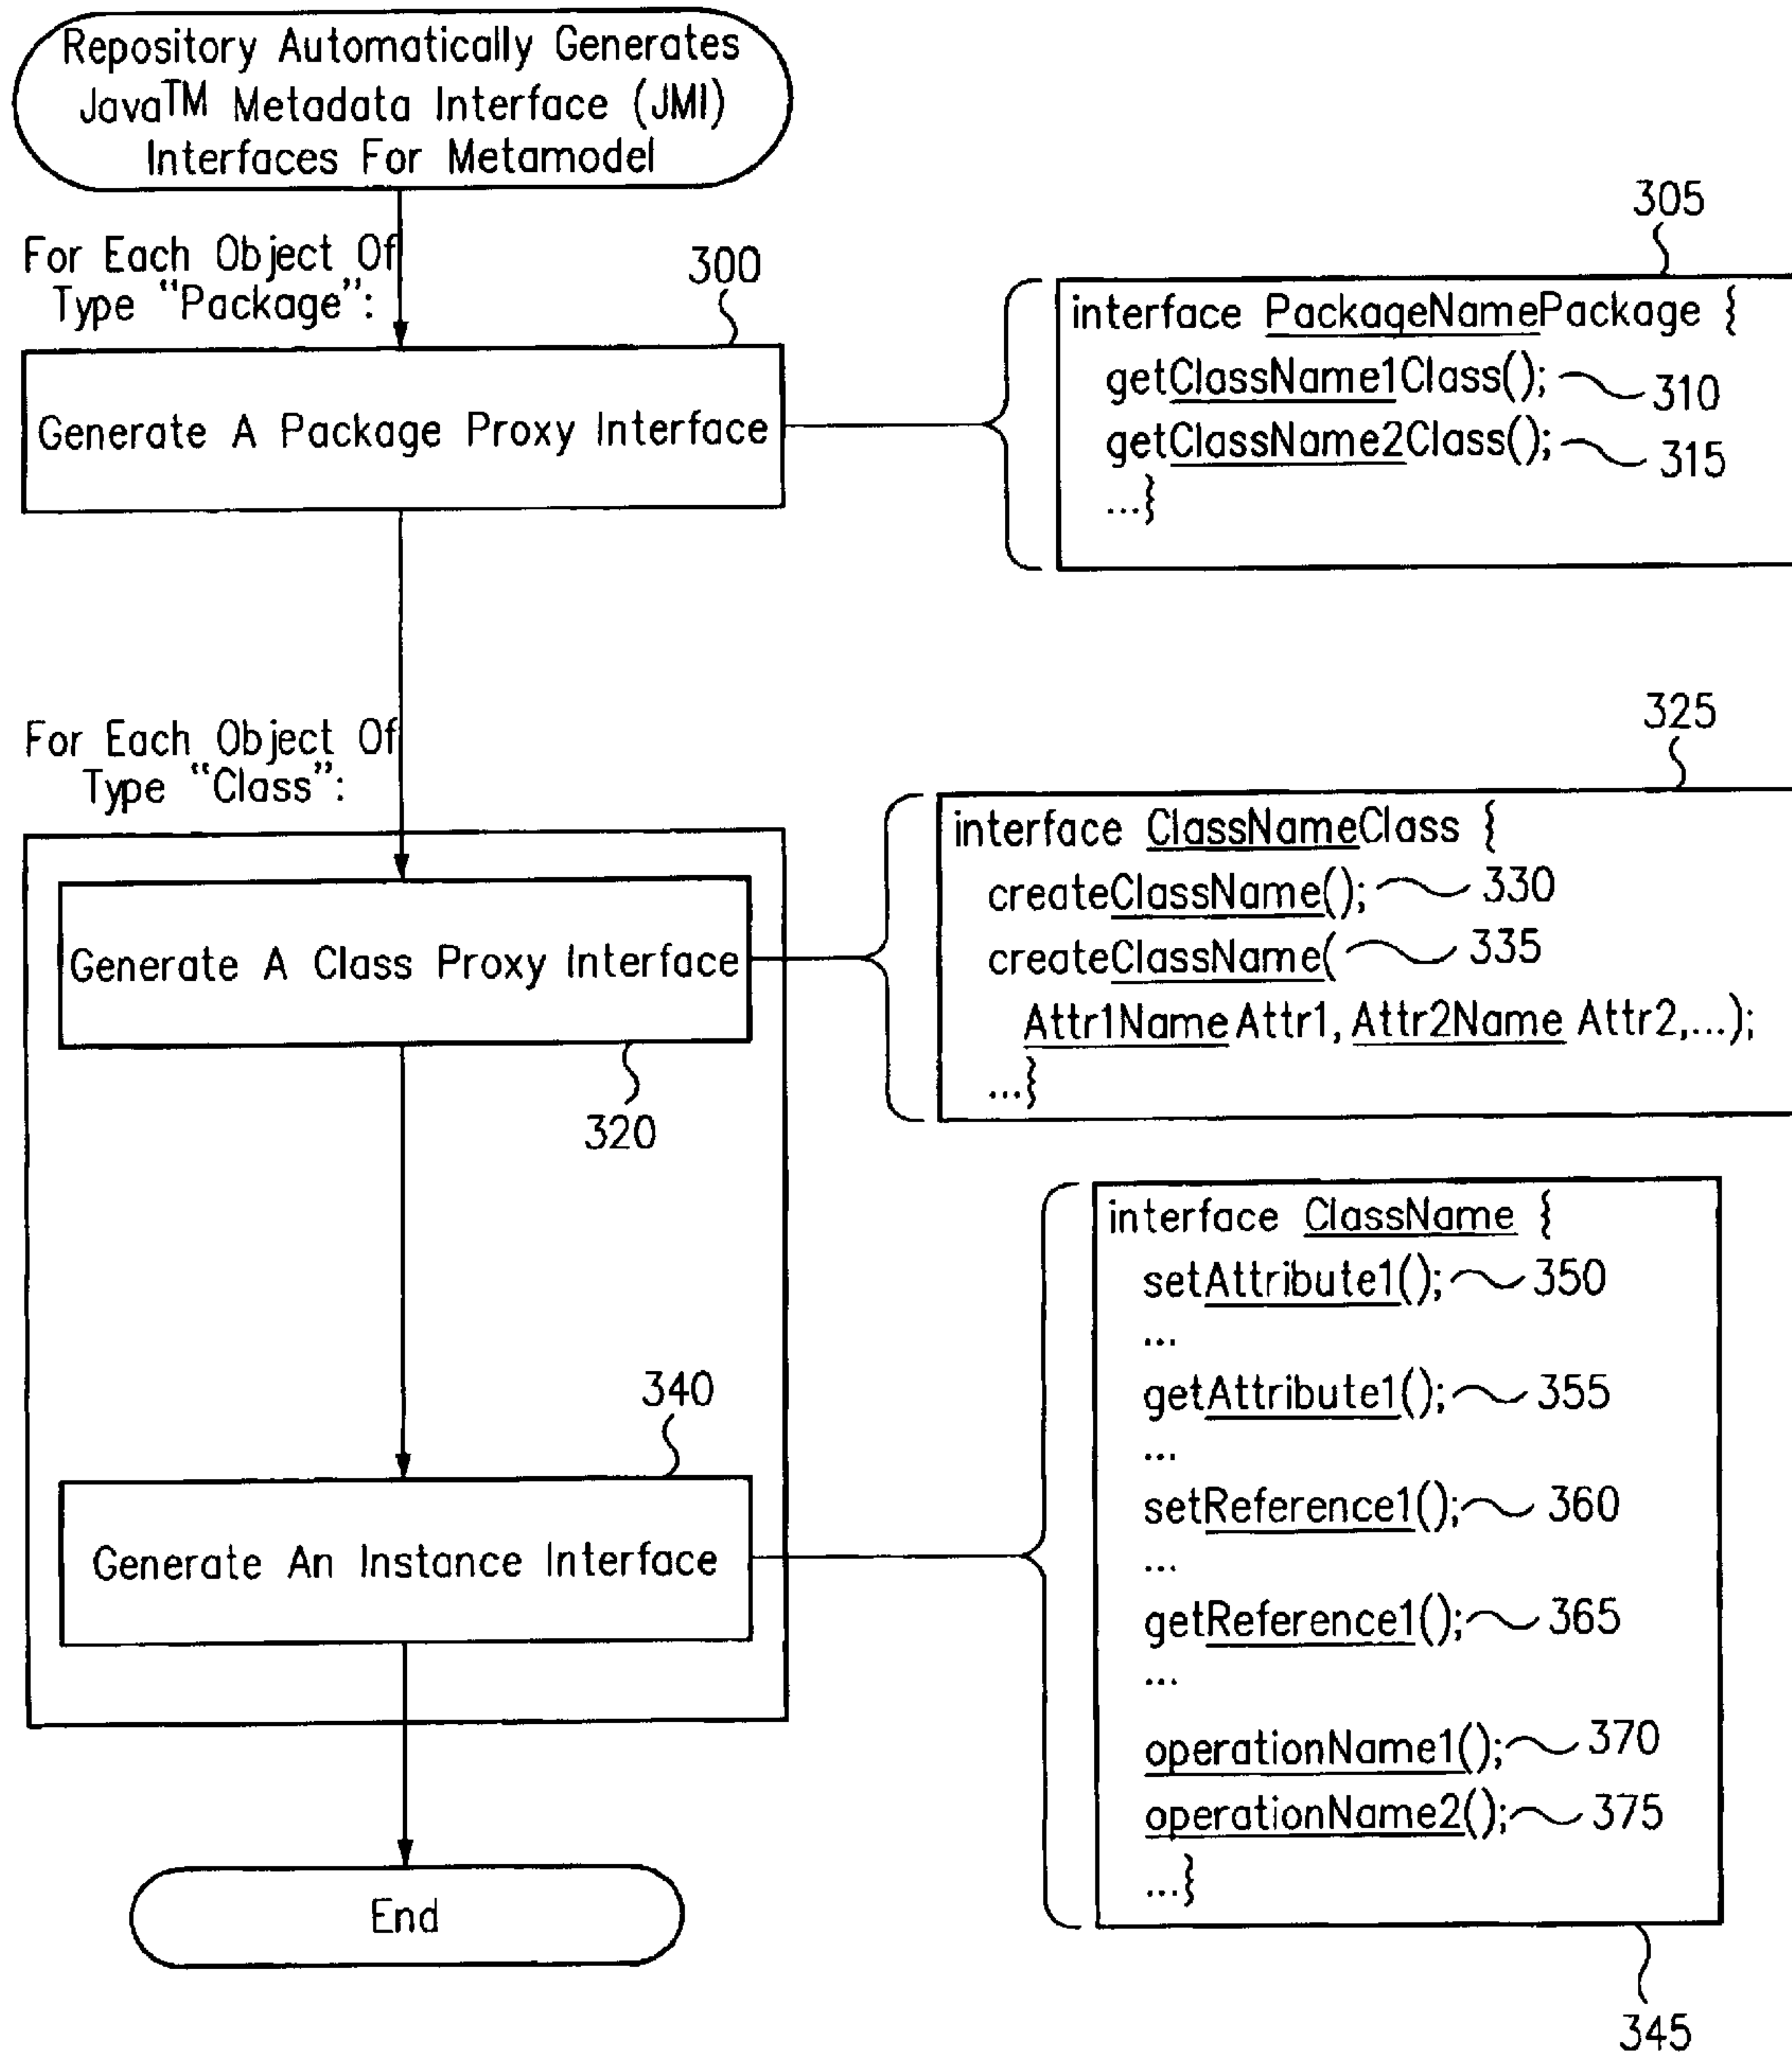 Repository Automatically Generates
Java™ Metadata Interface (JMI)
Interfaces For Metamodel
For Each Object Of
Type “Package”:
300
Generate A Package Proxy Interface
305
interface PackageNamePackage {
getClassName1Class(); 310
getClassName2Class(); 315
...}
For Each Object Of
Type “Class”:
Generate A Class Proxy Interface
320
325
interface ClassNameClass {
createClassName(); 330
createClassName( 335
Attr1Name Attr1, Attr2Name Attr2,...);
...}
340
Generate An Instance Interface
interface ClassName {
setAttribute1(); 350
...
getAttribute1(); 355
...
setReference1(); 360
...
getReference1(); 365
...
operationName1(); 370
operationName2(); 375
...}
345
End